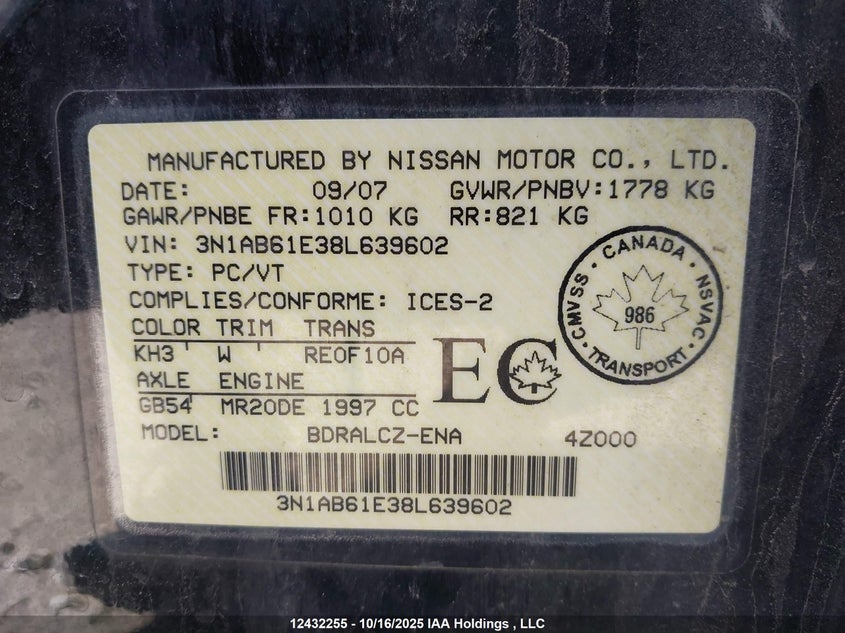 MANUFACTURED BY NISSAN MOTOR CO., LTD.
DATE: 09/07 GVWR/PNBV:1778 KG
GAWR/PNBE FR:1010 KG RR:821 KG
VIN: 3N1AB61E38L639602
TYPE: PC/VT
COMPLIES/CONFORME: ICES-2
COLOR TRIM TRANS
KH3 W RE0F10A
AXLE ENGINE
GB54 MR20DE 1997 CC
MODEL: BDRALCZ-ENA 4Z000
3N1AB61E38L639602
EC
CMVSS · CANADA · NSVAC · TRANSPORT ·
986
12432255 - 10/16/2025 IAA Holdings , LLC